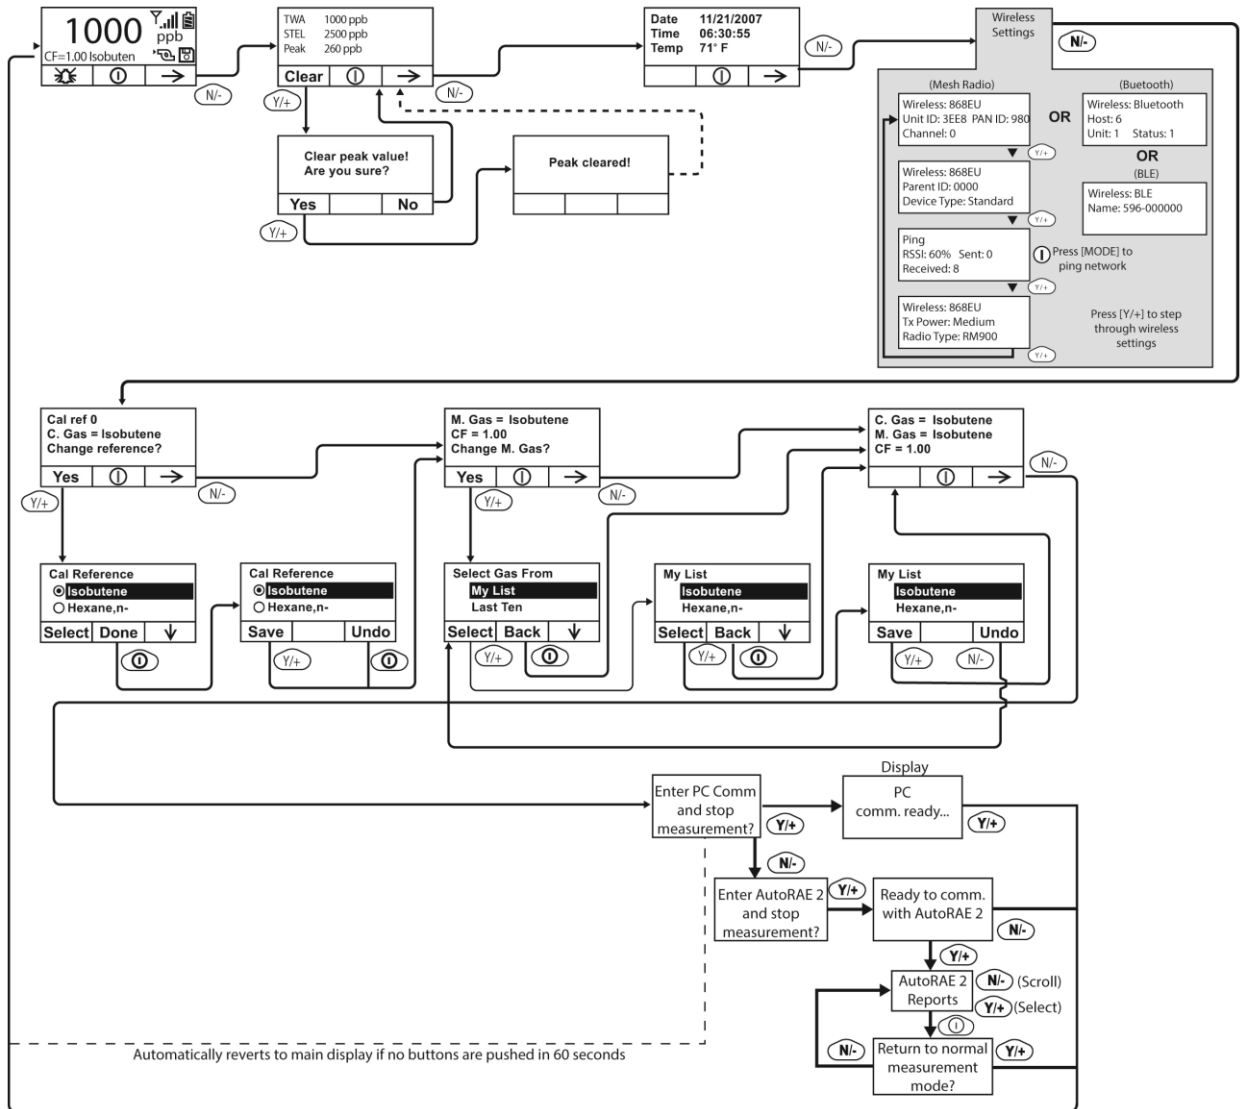 1000
ppb
CF=1.00 Isobuten
N/-
TWA 1000 ppb
STEL 2500 ppb
Peak 260 ppb
Clear
Y/+
N/-
Date 11/21/2007
Time 06:30:55
Temp 71° F
N/-
Wireless
Settings
N/-
Clear peak value!
Are you sure?
Yes No
Y/+
Peak cleared!
(Mesh Radio)
Wireless: 868EU
Unit ID: 3EE8 PAN ID: 980
Channel: 0
Y/+
OR
(Buetooth)
Wireless: Bluetooth
Host: 6
Unit: 1 Status: 1
OR
(BLE)
Wireless: BLE
Name: 596-000000
Wireless: 868EU
Parent ID: 0000
Device Type: Standard
Y/+
Ping
RSSI: 60% Sent: 0
Received: 8
Press [MODE] to
ping network
Y/+
Wireless: 868EU
Tx Power: Medium
Radio Type: RM900
Y/+
Press [Y/+] to step
through wireless
settings
Cal ref 0
C. Gas = Isobutene
Change reference?
Yes
Y/+
N/-
M. Gas = Isobutene
CF = 1.00
Change M. Gas?
Yes
Y/+
N/-
C. Gas = Isobutene
M. Gas = Isobutene
CF = 1.00
N/-
Cal Reference
Isobutene
Hexane,n-
Select Done
Cal Reference
Isobutene
Hexane,n-
Save Undo
Y/+
Select Gas From
My List
Last Ten
Select Back
Y/+
My List
Isobutene
Hexane,n-
Select Back
Y/+
My List
Isobutene
Hexane,n-
Save Undo
Y/+ N/-
Enter PC Comm
and stop
measurement?
Y/+
Display
PC
comm. ready...
Y/+
N/-
Enter AutoRAE 2
and stop
measurement?
Y/+
Ready to comm.
with AutoRAE 2
N/-
Y/+
AutoRAE 2
Reports
N/- (Scroll)
Y/+ (Select)
Return to normal
measurement
mode?
N/-
Y/+
Automatically reverts to main display if no buttons are pushed in 60 seconds